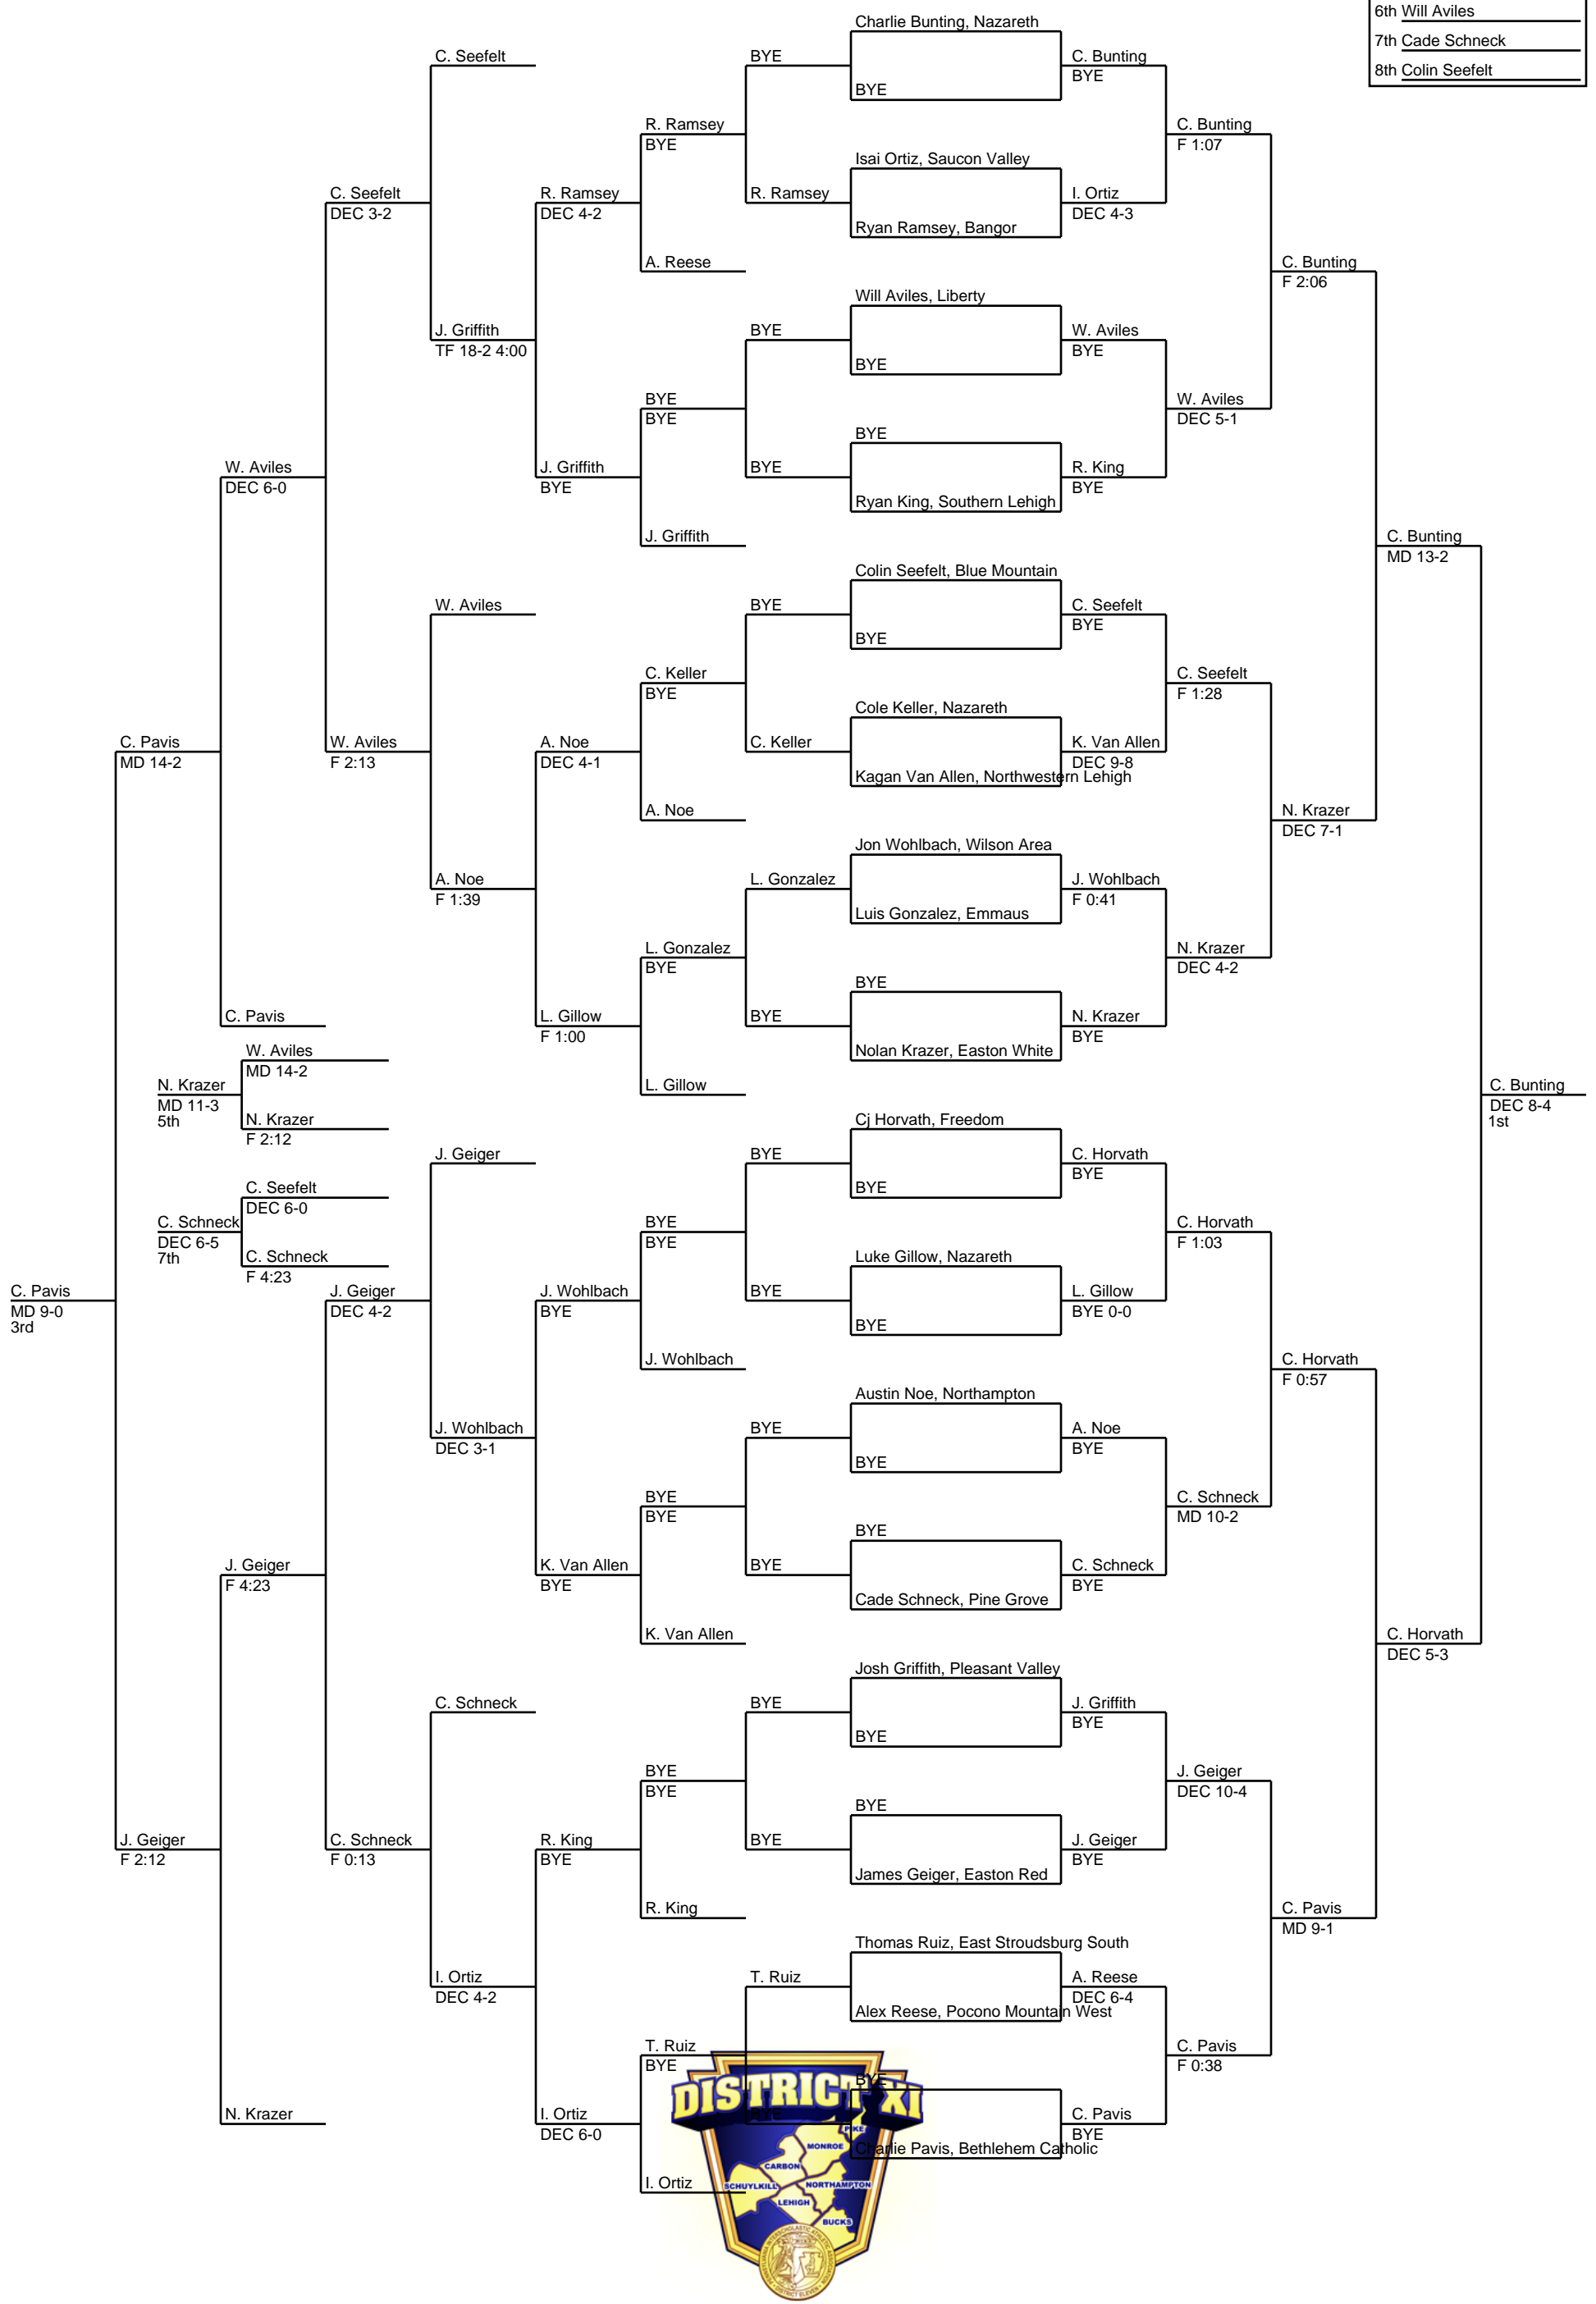 6th Will Aviles
7th Cade Schneck
8th Colin Seefelt
Charlie Bunting, Nazareth
C. Seefelt
BYE
C. Bunting
BYE
BYE
R. Ramsey
BYE
C. Bunting
F 1:07
Isai Ortiz, Saucon Valley
C. Seefelt
DEC 3-2
R. Ramsey
DEC 4-2
R. Ramsey
I. Ortiz
DEC 4-3
Ryan Ramsey, Bangor
A. Reese
C. Bunting
F 2:06
Will Aviles, Liberty
J. Griffith
TF 18-2 4:00
BYE
W. Aviles
BYE
BYE
BYE
BYE
W. Aviles
DEC 5-1
BYE
W. Aviles
DEC 6-0
J. Griffith
BYE
BYE
R. King
BYE
Ryan King, Southern Lehigh
J. Griffith
C. Bunting
MD 13-2
Colin Seefelt, Blue Mountain
W. Aviles
BYE
C. Seefelt
BYE
BYE
C. Keller
BYE
C. Seefelt
F 1:28
Cole Keller, Nazareth
C. Pavis
MD 14-2
W. Aviles
F 2:13
A. Noe
DEC 4-1
C. Keller
K. Van Allen
DEC 9-8
Kagan Van Allen, Northwestern Lehigh
A. Noe
N. Krazer
DEC 7-1
Jon Wohlbach, Wilson Area
A. Noe
F 1:39
L. Gonzalez
J. Wohlbach
F 0:41
Luis Gonzalez, Emmaus
L. Gonzalez
BYE
N. Krazer
DEC 4-2
BYE
C. Pavis
L. Gillow
F 1:00
BYE
N. Krazer
BYE
Nolan Krazer, Easton White
W. Aviles
MD 14-2
N. Krazer
MD 11-3
5th
L. Gillow
C. Bunting
DEC 8-4
1st
N. Krazer
F 2:12
Cj Horvath, Freedom
J. Geiger
BYE
C. Horvath
BYE
BYE
C. Seefelt
DEC 6-0
C. Schneck
DEC 6-5
7th
BYE
BYE
C. Horvath
F 1:03
C. Schneck
F 4:23
Luke Gillow, Nazareth
C. Pavis
MD 9-0
3rd
J. Geiger
DEC 4-2
J. Wohlbach
BYE
BYE
L. Gillow
BYE 0-0
BYE
J. Wohlbach
C. Horvath
F 0:57
Austin Noe, Northampton
J. Wohlbach
DEC 3-1
BYE
A. Noe
BYE
BYE
BYE
BYE
C. Schneck
MD 10-2
BYE
J. Geiger
F 4:23
K. Van Allen
BYE
BYE
C. Schneck
BYE
Cade Schneck, Pine Grove
K. Van Allen
C. Horvath
DEC 5-3
Josh Griffith, Pleasant Valley
C. Schneck
BYE
J. Griffith
BYE
BYE
BYE
BYE
J. Geiger
DEC 10-4
BYE
J. Geiger
F 2:12
C. Schneck
F 0:13
R. King
BYE
BYE
J. Geiger
BYE
James Geiger, Easton Red
R. King
C. Pavis
MD 9-1
Thomas Ruiz, East Stroudsburg South
I. Ortiz
DEC 4-2
T. Ruiz
A. Reese
DEC 6-4
Alex Reese, Pocono Mountain West
T. Ruiz
BYE
C. Pavis
F 0:38
BYE
N. Krazer
I. Ortiz
DEC 6-0
BYE
C. Pavis
BYE
Charlie Pavis, Bethlehem Catholic
I. Ortiz
DISTRICT XI
PIKE
MONROE
CARBON
SCHUYLKILL
NORTHAMPTON
LEHIGH
BUCKS